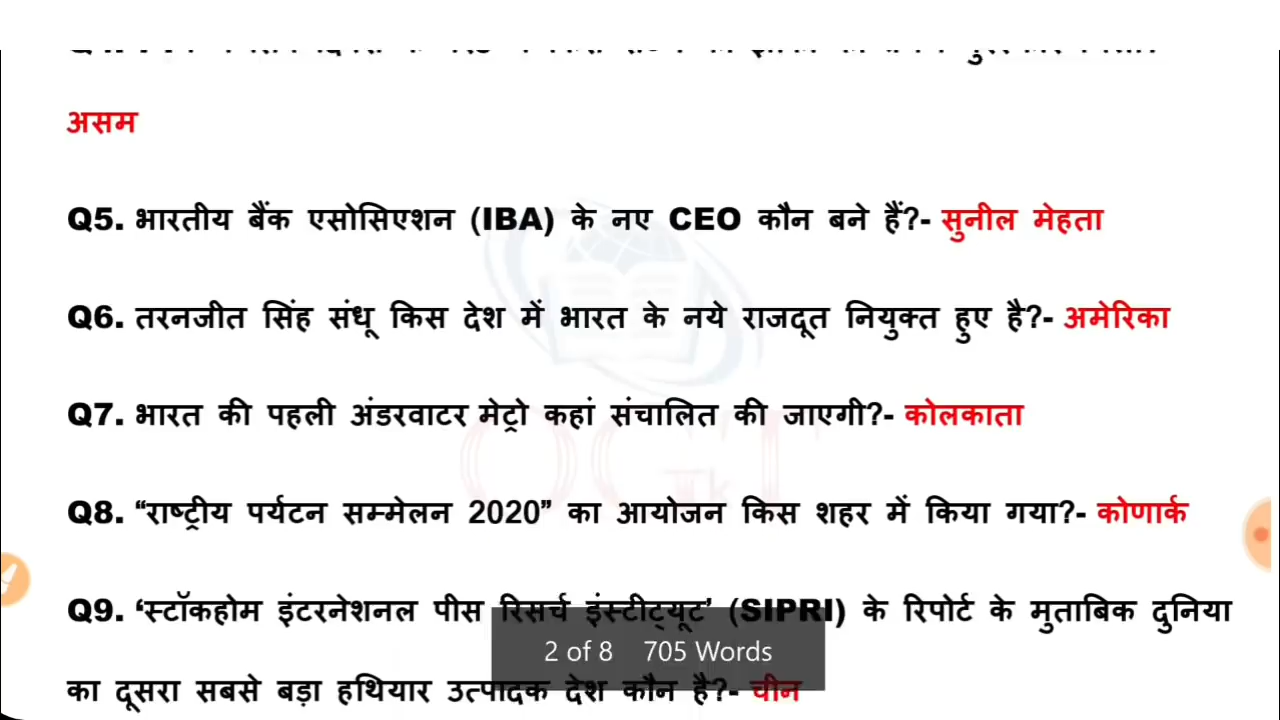 असम
Q5. भारतीय बैंक एसोसिएशन (IBA) के नए CEO कौन बने हैं?- सुनील मेहता
Q6. तरनजीत सिंह संधू किस देश में भारत के नये राजदूत नियुक्त हुए है?- अमेरिका
Q7. भारत की पहली अंडरवाटर मेट्रो कहां संचालित की जाएगी?- कोलकाता
Q8. “राष्ट्रीय पर्यटन सम्मेलन 2020” का आयोजन किस शहर में किया गया?- कोणार्क
Q9. ‘स्टॉकहोम इंटरनेशनल पीस रिसर्च इंस्टीट्यूट’ (SIPRI) के रिपोर्ट के मुताबिक दुनिया
2 of 8 705 Words
का दूसरा सबसे बड़ा हथियार उत्पादक देश कौन है?- चीन